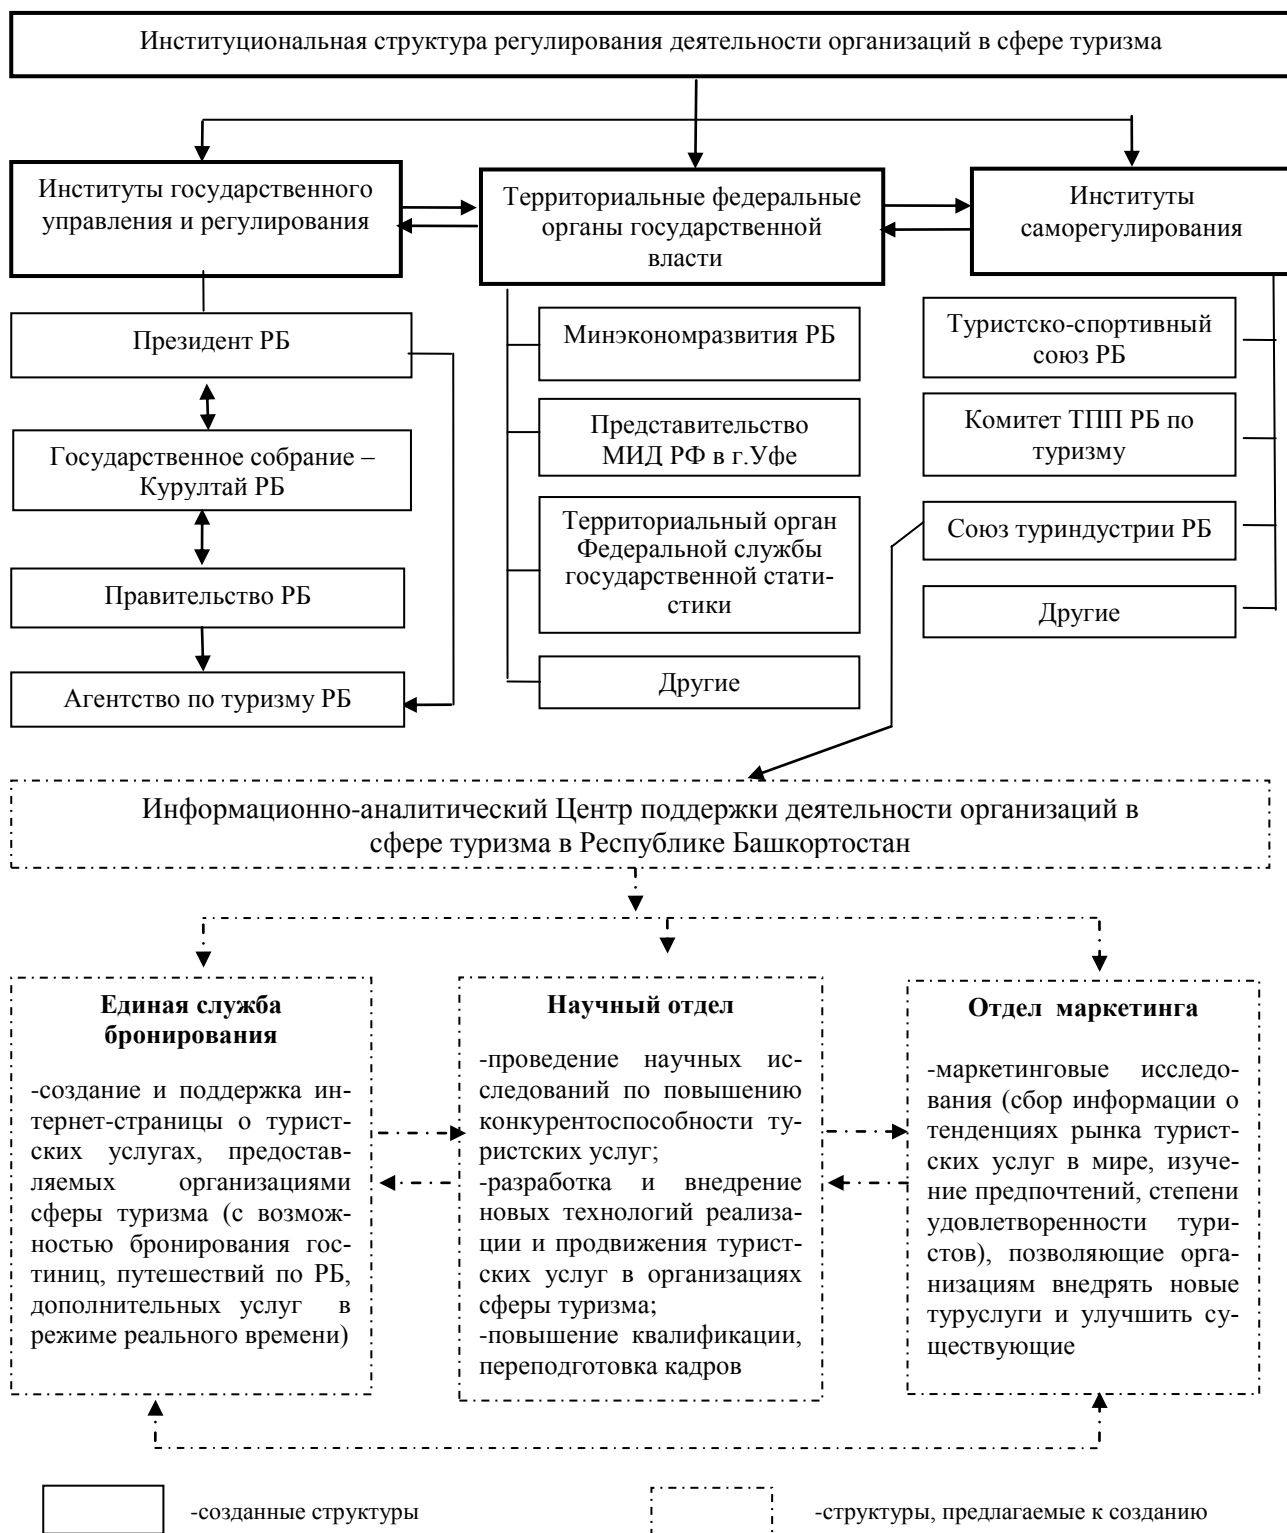 Институциональная структура регулирования деятельности организаций в сфере туризма
Институты государственного
управления и регулирования
Территориальные федеральные
органы государственной
власти
Институты
саморегулирования
Президент РБ
Государственное собрание –
Курултай РБ
Правительство РБ
Агентство по туризму РБ
Минэкономразвития РБ
Представительство
МИД РФ в г.Уфе
Территориальный орган
Федеральной службы
государственной стати-
стики
Другие
Туристско-спортивный
союз РБ
Комитет ТПП РБ по
туризму
Союз туриндустрии РБ
Другие
Информационно-аналитический Центр поддержки деятельности организаций в
сфере туризма в Республике Башкортостан
Единая служба
бронирования
-создание и поддержка ин-
тернет-страницы о турист-
ских услугах, предостав-
ляемых организациями
сферы туризма (с возмож-
ностью бронирования гос-
тиниц, путешествий по РБ,
дополнительных услуг в
режиме реального времени)
Научный отдел
-проведение научных ис-
следований по повышению
конкурентоспособности ту-
ристских услуг;
-разработка и внедрение
новых технологий реализа-
ции и продвижения турист-
ских услуг в организациях
сферы туризма;
-повышение квалификации,
переподготовка кадров
Отдел маркетинга
-маркетинговые исследо-
вания (сбор информации о
тенденциях рынка турист-
ских услуг в мире, изуче-
ние предпочтений, степени
удовлетворенности тури-
стов), позволяющие орга-
низациям внедрять новые
туруслуги и улучшить су-
ществующие
-созданные структуры
-структуры, предлагаемые к созданию